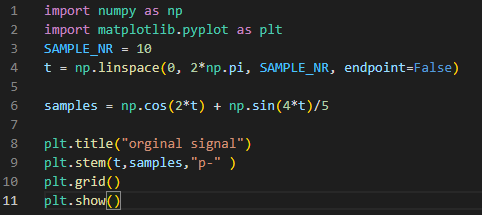 1 import numpy as np
2 import matplotlib.pyplot as plt
3 SAMPLE_NR = 10
4 t = np.linspace(0, 2*np.pi, SAMPLE_NR, endpoint=False)
5
6 samples = np.cos(2*t) + np.sin(4*t)/5
7
8 plt.title("orginal signal")
9 plt.stem(t,samples,"p-" )
10 plt.grid()
11 plt.show()